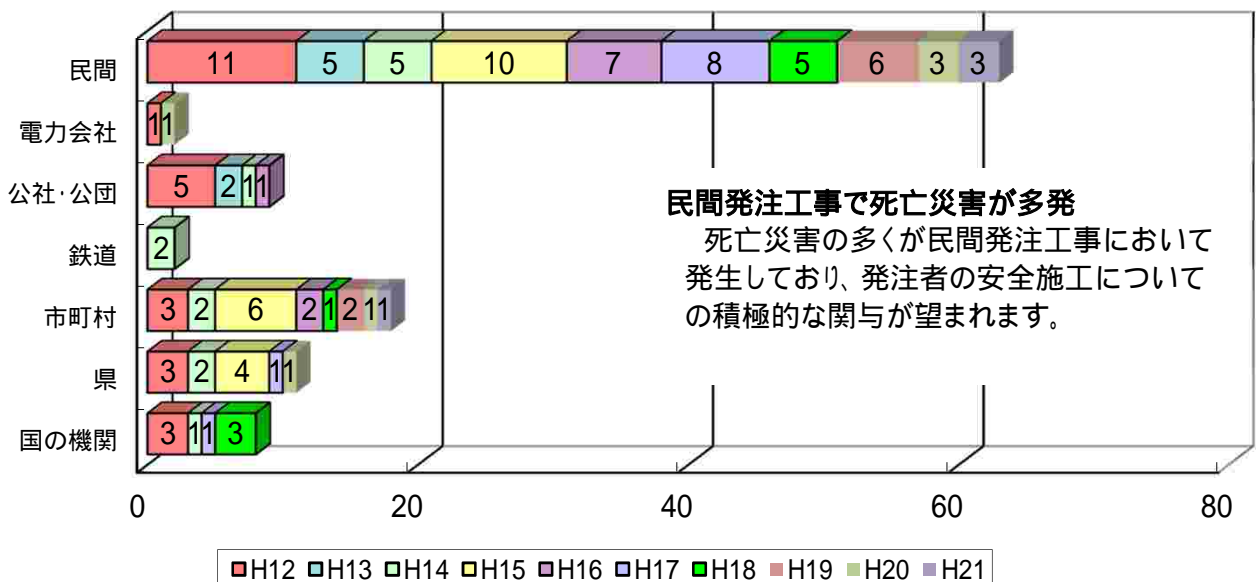 民間 11 5 5 10 7 8 5 6 3 3
電力会社 1 1
公社・公団 5 2 1 1
民間発注工事で死亡災害が多発
死亡災害の多くが民間発注工事において
発生しており、発注者の安全施工について
の積極的な関与が望まれます。
鉄道 2
市町村 3 2 6 2 1 2 1 1
県 3 2 4 1 1
国の機関 3 1 1 3
0 20 40 60 80
H12 H13 H14 H15 H16 H17 H18 H19 H20 H21